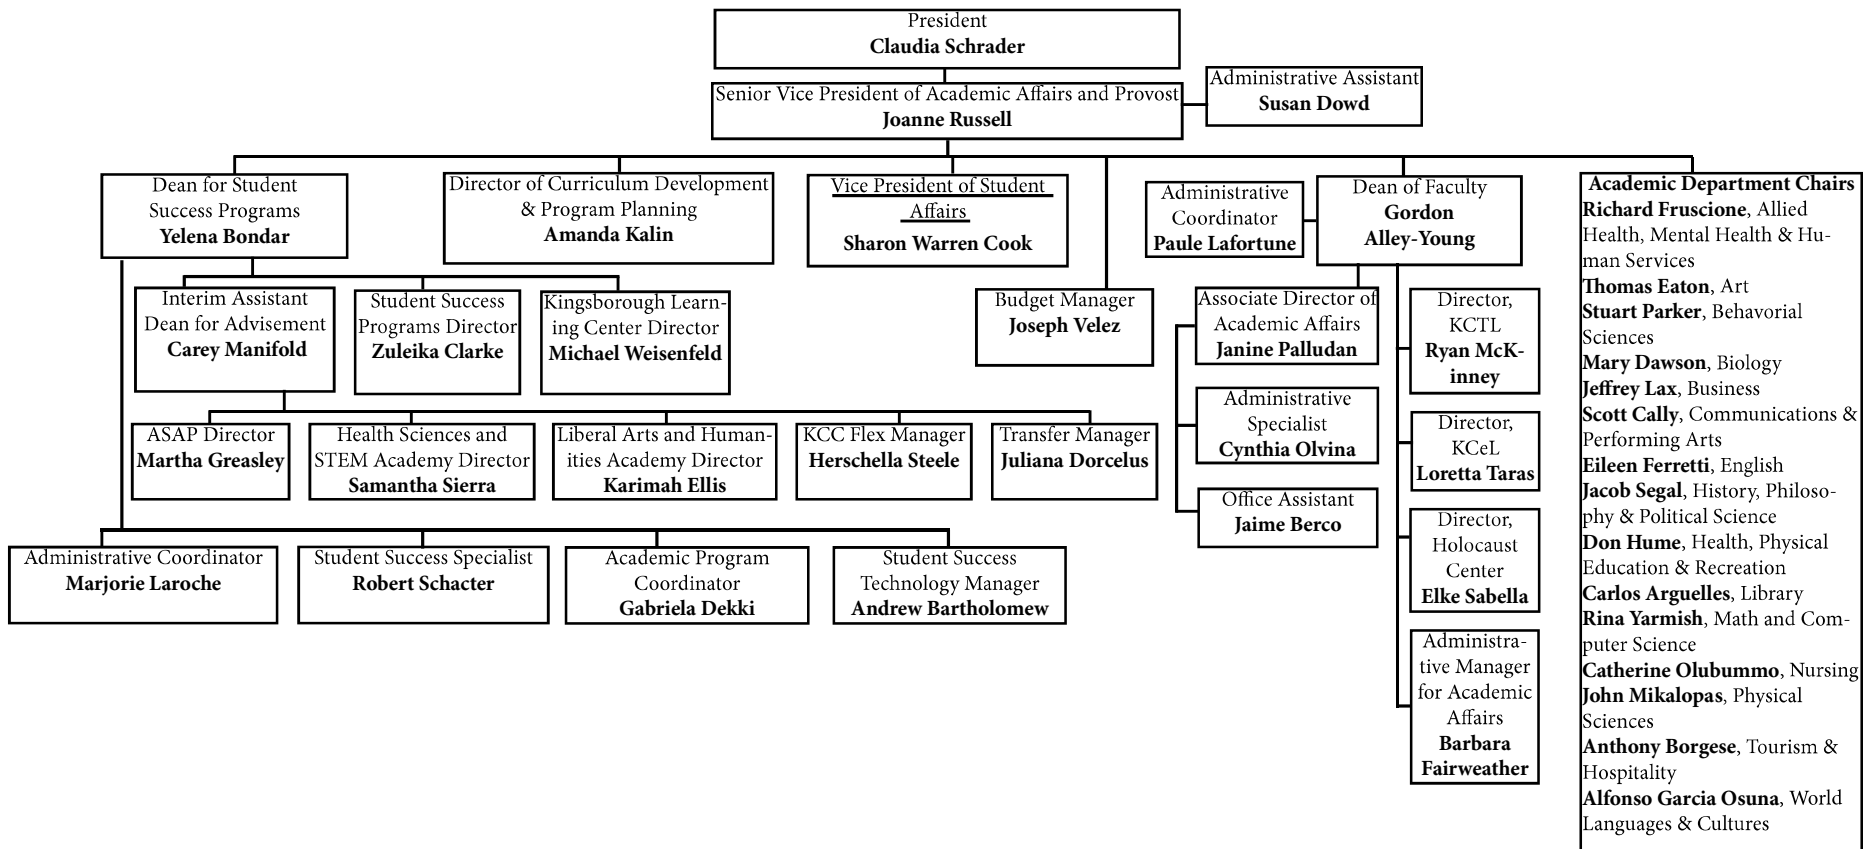 President
Claudia Schrader
Senior Vice President of Academic Affairs and Provost
Joanne Russell
Administrative Assistant
Susan Dowd
Dean for Student
Success Programs
Yelena Bondar
Director of Curriculum Development
& Program Planning
Amanda Kalin
Vice President of Student
Affairs
Sharon Warren Cook
Budget Manager
Joseph Velez
Administrative
Coordinator
Paule Lafortune
Dean of Faculty
Gordon
Alley-Young
Interim Assistant
Dean for Advisement
Carey Manifold
Student Success
Programs Director
Zuleika Clarke
Kingsborough Learn-
ing Center Director
Michael Weisenfeld
ASAP Director
Martha Greasley
Health Sciences and
STEM Academy Director
Samantha Sierra
Liberal Arts and Human-
ities Academy Director
Karimah Ellis
KCC Flex Manager
Herschella Steele
Transfer Manager
Juliana Dorcelus
Administrative Coordinator
Marjorie Laroche
Student Success Specialist
Robert Schacter
Academic Program
Coordinator
Gabriela Dekki
Student Success
Technology Manager
Andrew Bartholomew
Associate Director of
Academic Affairs
Janine Palludan
Administrative
Specialist
Cynthia Olvina
Office Assistant
Jaime Berco
Director,
KCTL
Ryan McK-
inney
Director,
KCeL
Loretta Taras
Director,
Holocaust
Center
Elke Sabella
Administra-
tive Manager
for Academic
Affairs
Barbara
Fairweather
Academic Department Chairs
Richard Fruscione, Allied
Health, Mental Health & Hu-
man Services
Thomas Eaton, Art
Stuart Parker, Behavorial
Sciences
Mary Dawson, Biology
Jeffrey Lax, Business
Scott Cally, Communications &
Performing Arts
Eileen Ferretti, English
Jacob Segal, History, Philoso-
phy & Political Science
Don Hume, Health, Physical
Education & Recreation
Carlos Arguelles, Library
Rina Yarmish, Math and Com-
puter Science
Catherine Olubummo, Nursing
John Mikalopas, Physical
Sciences
Anthony Borgese, Tourism &
Hospitality
Alfonso Garcia Osuna, World
Languages & Cultures